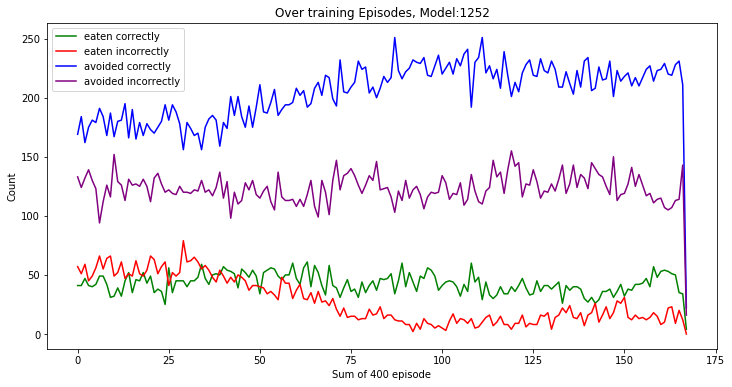 Over training Episodes, Model:1252
eaten correctly
eaten incorrectly
avoided correctly
avoided incorrectly
Count
250
200
150
100
50
0
0 25 50 75 100 125 150 175
Sum of 400 episode